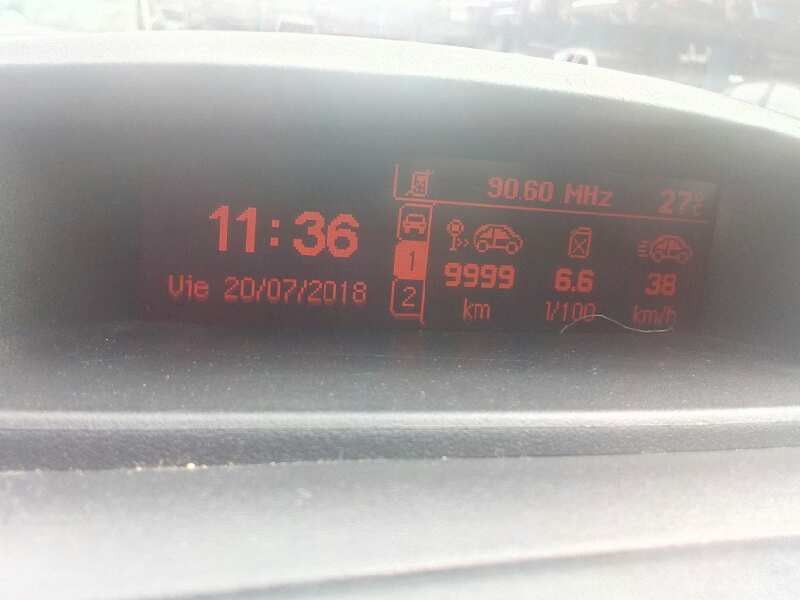 90.60 MHz 27°C
11:36
Vie 20/07/2018
1
2
9999 6.6 38
km l/100 km/h